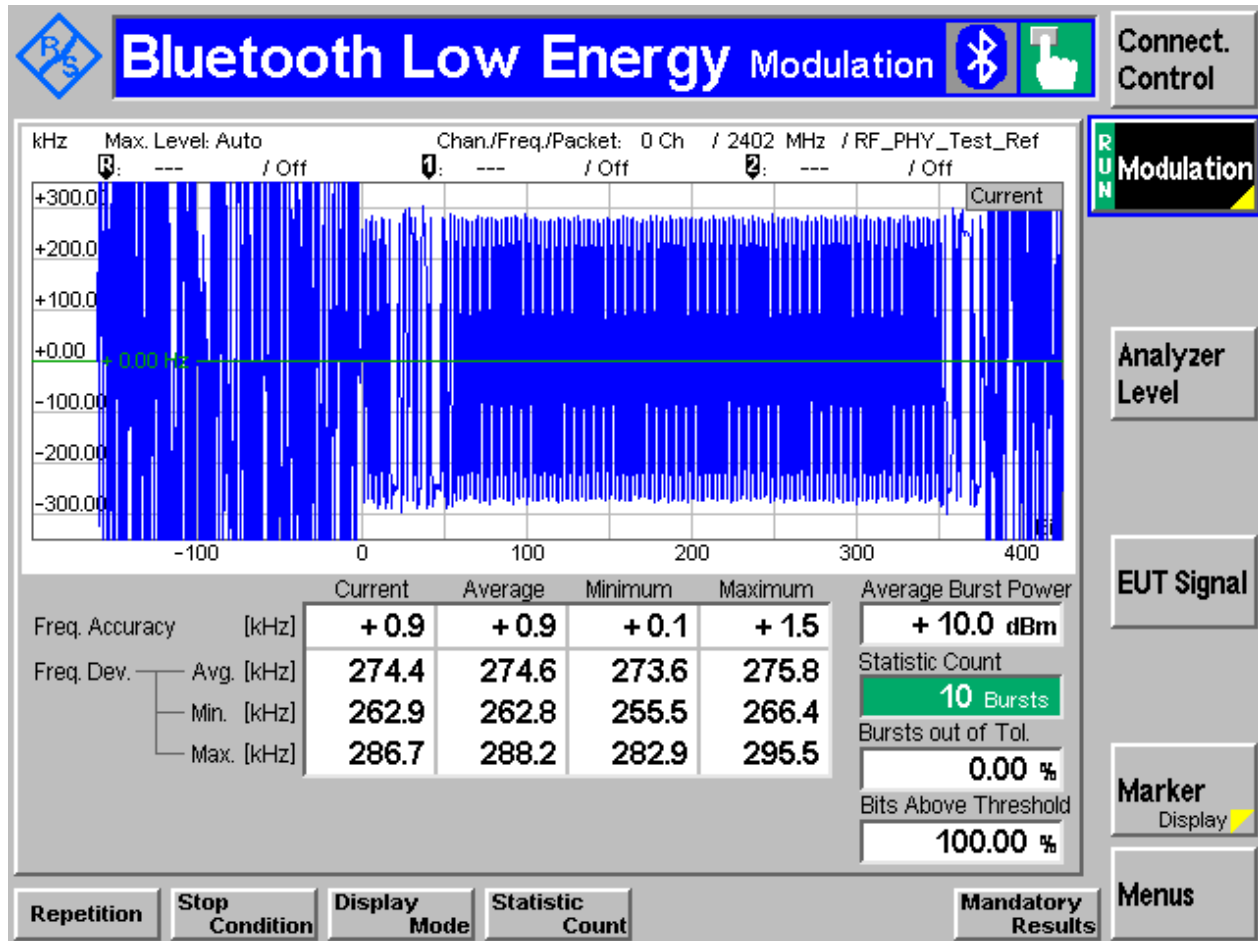 R/S
Bluetooth Low Energy Modulation
Connect. Control
kHz Max. Level: Auto Chan./Freq./Packet: 0 Ch / 2402 MHz / RF_PHY_Test_Ref
R: --- / Off 1: --- / Off 2: --- / Off
RUN Modulation
Current
+300.0
+200.0
+100.0
+0.00
+ 0.00 Hz
-100.00
-200.00
-300.00
-100 0 100 200 300 400
Analyzer Level
EUT Signal
Current Average Minimum Maximum Average Burst Power
Freq. Accuracy [kHz] + 0.9 + 0.9 + 0.1 + 1.5 + 10.0 dBm
Freq. Dev. Avg. [kHz] 274.4 274.6 273.6 275.8
Statistic Count
10 Bursts
Min. [kHz] 262.9 262.8 255.5 266.4
Bursts out of Tol.
Max. [kHz] 286.7 288.2 282.9 295.5
0.00 %
Bits Above Threshold
100.00 %
Marker
Display
Repetition
Stop Condition
Display Mode
Statistic Count
Mandatory Results
Menus